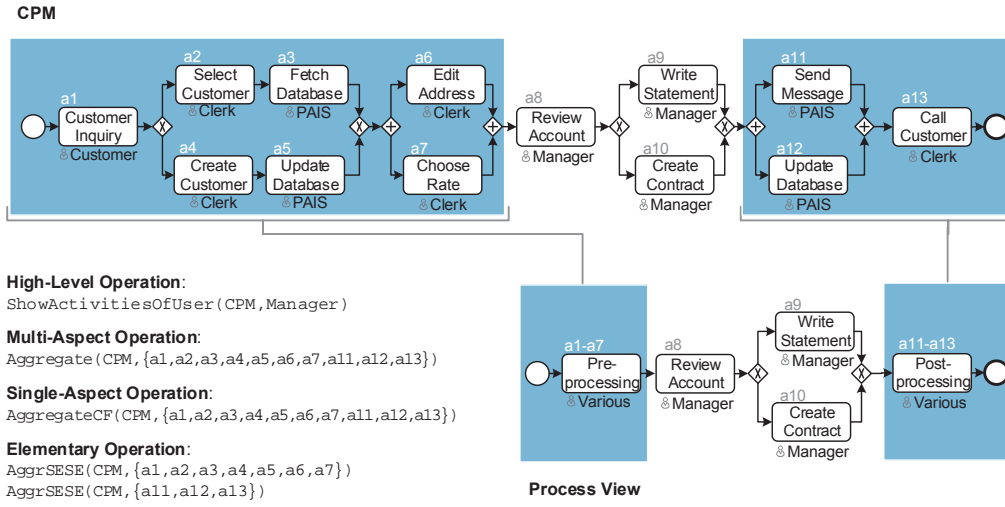 CPM
a1
Customer
Inquiry
Customer
a2
Select
Customer
Clerk
a3
Fetch
Database
PAIS
a4
Create
Customer
Clerk
a5
Update
Database
PAIS
a6
Edit
Address
Clerk
a7
Choose
Rate
Clerk
a8
Review
Account
Manager
a9
Write
Statement
Manager
a10
Create
Contract
Manager
a11
Send
Message
PAIS
a12
Update
Database
PAIS
a13
Call
Customer
Clerk
High-Level Operation:
ShowActivitiesOfUser(CPM,Manager)
Multi-Aspect Operation:
Aggregate(CPM,{a1,a2,a3,a4,a5,a6,a7,a11,a12,a13})
Single-Aspect Operation:
AggregateCF(CPM,{a1,a2,a3,a4,a5,a6,a7,a11,a12,a13})
Elementary Operation:
AggrSESE(CPM,{a1,a2,a3,a4,a5,a6,a7})
AggrSESE(CPM,{a11,a12,a13})
a1-a7
Pre-
processing
Various
a8
Review
Account
Manager
a9
Write
Statement
Manager
a10
Create
Contract
Manager
a11-a13
Post-
processing
Various
Process View